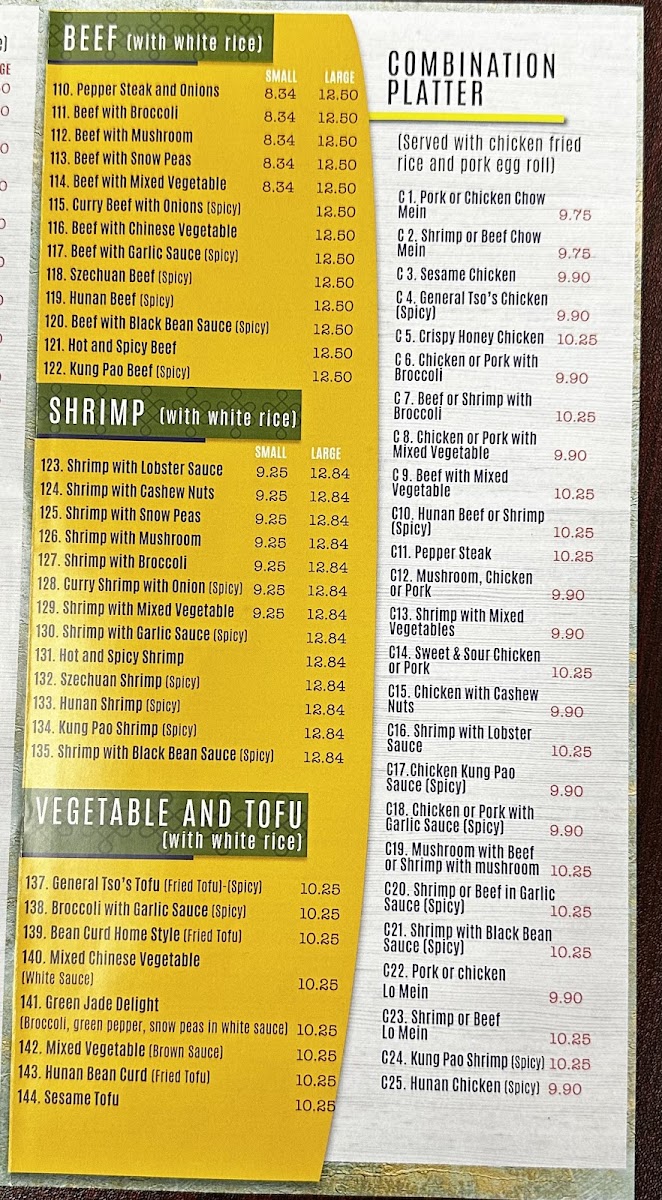 BEEF (with white rice)
SMALL LARGE
110. Pepper Steak and Onions 8.34 12.50
111. Beef with Broccoli 8.34 12.50
112. Beef with Mushroom 8.34 12.50
113. Beef with Snow Peas 8.34 12.50
114. Beef with Mixed Vegetable 8.34 12.50
115. Curry Beef with Onions (Spicy) 12.50
116. Beef with Chinese Vegetable 12.50
117. Beef with Garlic Sauce (Spicy) 12.50
118. Szechuan Beef (Spicy) 12.50
119. Hunan Beef (Spicy) 12.50
120. Beef with Black Bean Sauce (Spicy) 12.50
121. Hot and Spicy Beef 12.50
122. Kung Pao Beef (Spicy) 12.50
SHRIMP (with white rice)
SMALL LARGE
123. Shrimp with Lobster Sauce 9.25 12.84
124. Shrimp with Cashew Nuts 9.25 12.84
125. Shrimp with Snow Peas 9.25 12.84
126. Shrimp with Mushroom 9.25 12.84
127. Shrimp with Broccoli 9.25 12.84
128. Curry Shrimp with Onion (Spicy) 9.25 12.84
129. Shrimp with Mixed Vegetable 9.25 12.84
130. Shrimp with Garlic Sauce (Spicy) 12.84
131. Hot and Spicy Shrimp 12.84
132. Szechuan Shrimp (Spicy) 12.84
133. Hunan Shrimp (Spicy) 12.84
134. Kung Pao Shrimp (Spicy) 12.84
135. Shrimp with Black Bean Sauce (Spicy) 12.84
VEGETABLE AND TOFU
(with white rice)
137. General Tso's Tofu (Fried Tofu)-(Spicy) 10.25
138. Broccoli with Garlic Sauce (Spicy) 10.25
139. Bean Curd Home Style (Fried Tofu) 10.25
140. Mixed Chinese Vegetable
(White Sauce) 10.25
141. Green Jade Delight
(Broccoli, green pepper, snow peas in white sauce) 10.25
142. Mixed Vegetable (Brown Sauce) 10.25
143. Hunan Bean Curd (Fried Tofu) 10.25
144. Sesame Tofu 10.25
COMBINATION
PLATTER
(Served with chicken fried
rice and pork egg roll)
C 1. Pork or Chicken Chow
Mein 9.75
C 2. Shrimp or Beef Chow
Mein 9.75
C 3. Sesame Chicken 9.90
C 4. General Tso's Chicken
(Spicy) 9.90
C 5. Crispy Honey Chicken 10.25
C 6. Chicken or Pork with
Broccoli 9.90
C 7. Beef or Shrimp with
Broccoli 10.25
C 8. Chicken or Pork with
Mixed Vegetable 9.90
C 9. Beef with Mixed
Vegetable 10.25
C10. Hunan Beef or Shrimp
(Spicy) 10.25
C11. Pepper Steak 10.25
C12. Mushroom, Chicken
or Pork 9.90
C13. Shrimp with Mixed
Vegetables 9.90
C14. Sweet & Sour Chicken
or Pork 10.25
C15. Chicken with Cashew
Nuts 9.90
C16. Shrimp with Lobster
Sauce 10.25
C17.Chicken Kung Pao
Sauce (Spicy) 9.90
C18. Chicken or Pork with
Garlic Sauce (Spicy) 9.90
C19. Mushroom with Beef
or Shrimp with mushroom 10.25
C20. Shrimp or Beef in Garlic
Sauce (Spicy) 10.25
C21. Shrimp with Black Bean
Sauce (Spicy) 10.25
C22. Pork or chicken
Lo Mein 9.90
C23. Shrimp or Beef
Lo Mein 10.25
C24. Kung Pao Shrimp (Spicy) 10.25
C25. Hunan Chicken (Spicy) 9.90